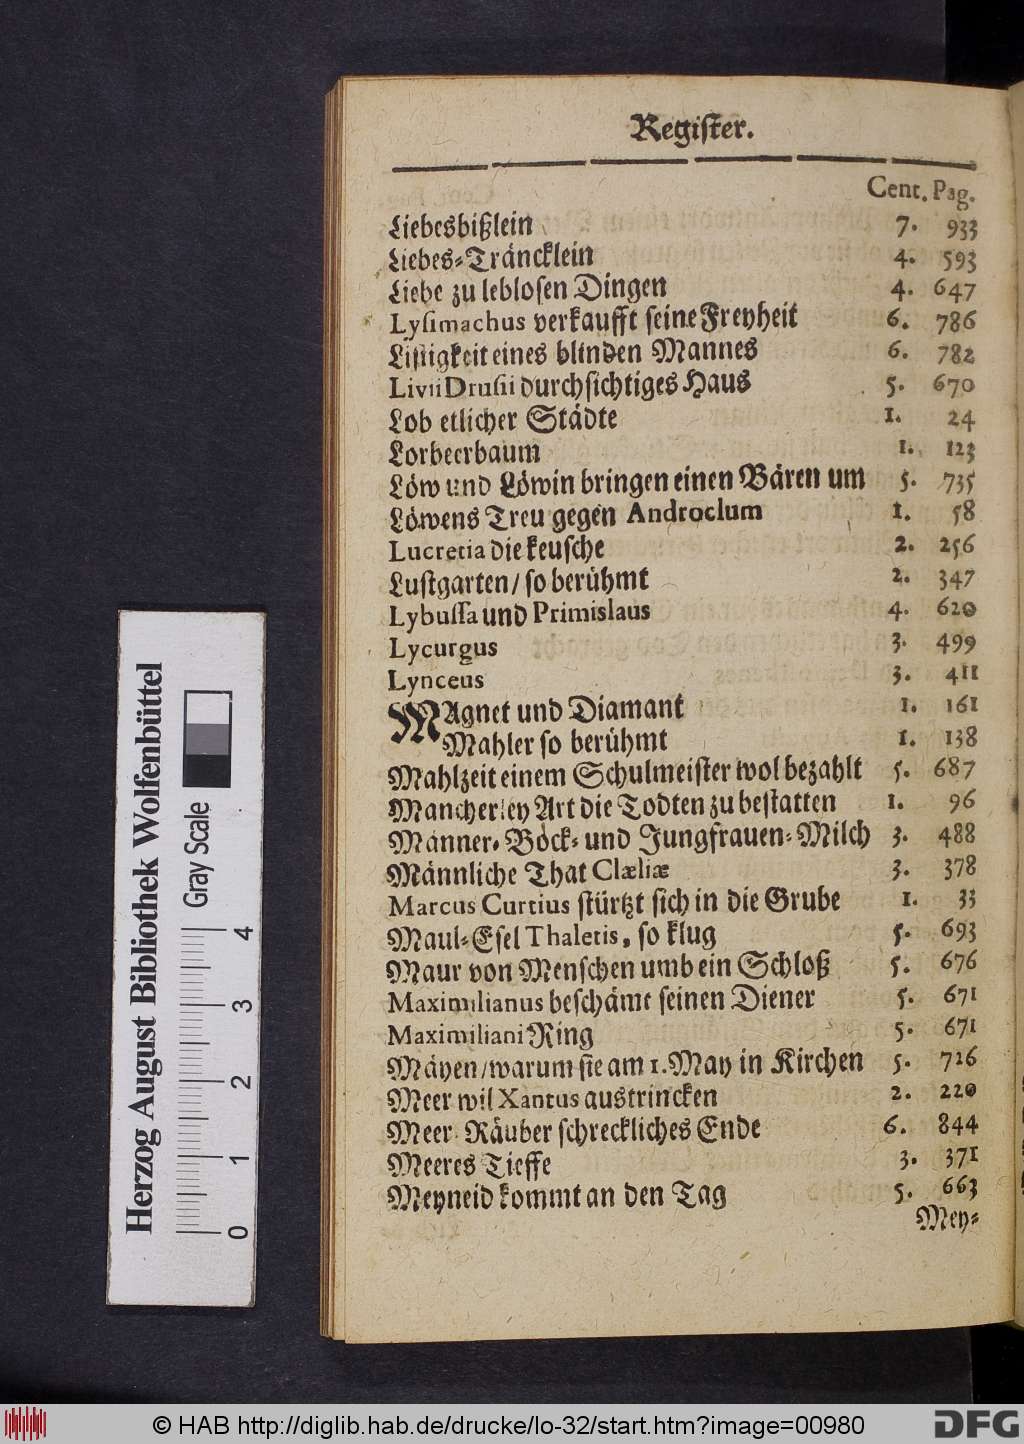 Register.
Cent. Pag.
Liebesbißlein 7. 933
Liebes-Träncklein 4. 593
Liebe zu leblosen Dingen 4. 647
Lysimachus verkaufft seine Freyheit 6. 786
Listigkeit eines blinden Mannes 6. 782
Livii Drusii durchsichtiges Haus 5. 670
Lob etlicher Städte 1. 24
Lorbeerbaum 1. 123
Löw und Löwin bringen einen Bären um 5. 735
Löwens Treu gegen Androclum 1. 58
Lucretia die keusche 2. 256
Lustgarten / so berühmt 2. 347
Lybussa und Primislaus 4. 620
Lycurgus 3. 499
Lynceus 3. 411
MAgnet und Diamant 1. 161
Mahler so berühmt 1. 138
Mahlzeit einem Schulmeister wol bezahlt 5. 687
Mancherley Art die Todten zu bestatten 1. 96
Männer- Böck- und Jungfrauen-Milch 3. 488
Männliche That Clæliæ 3. 378
Marcus Curtius stürtzt sich in die Grube 1. 33
Maul-Esel Thaletis, so klug 5. 693
Maur von Menschen umb ein Schloß 5. 676
Maximilianus beschämt seinen Diener 5. 671
Maximiliani Ring 5. 671
Mäyen / warum sie am 1. May in Kirchen 5. 726
Meer wil Xantus austrincken 2. 220
Meer-Räuber schreckliches Ende 6. 844
Meeres Tieffe 3. 371
Meyneid kommt an den Tag 5. 663
Mey-
Herzog August Bibliothek Wolfenbüttel
Gray Scale
0 1 2 3 4
© HAB http://diglib.hab.de/drucke/lo-32/start.htm?image=00980
DFG